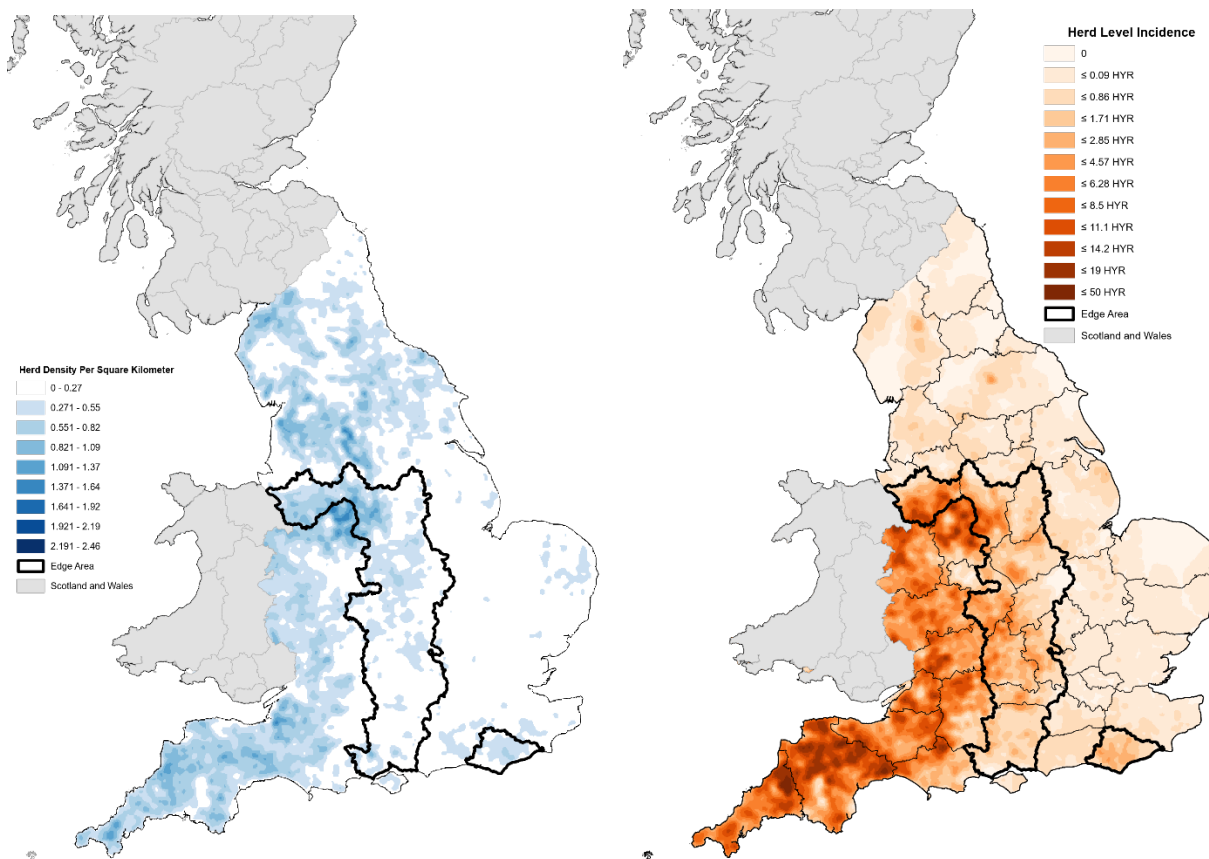 Herd Density Per Square Kilometer
0 - 0.27
0.271 - 0.55
0.551 - 0.82
0.821 - 1.09
1.091 - 1.37
1.371 - 1.64
1.641 - 1.92
1.921 - 2.19
2.191 - 2.46
Edge Area
Scotland and Wales
Herd Level Incidence
0
≤ 0.09 HYR
≤ 0.86 HYR
≤ 1.71 HYR
≤ 2.85 HYR
≤ 4.57 HYR
≤ 6.28 HYR
≤ 8.5 HYR
≤ 11.1 HYR
≤ 14.2 HYR
≤ 19 HYR
≤ 50 HYR
Edge Area
Scotland and Wales